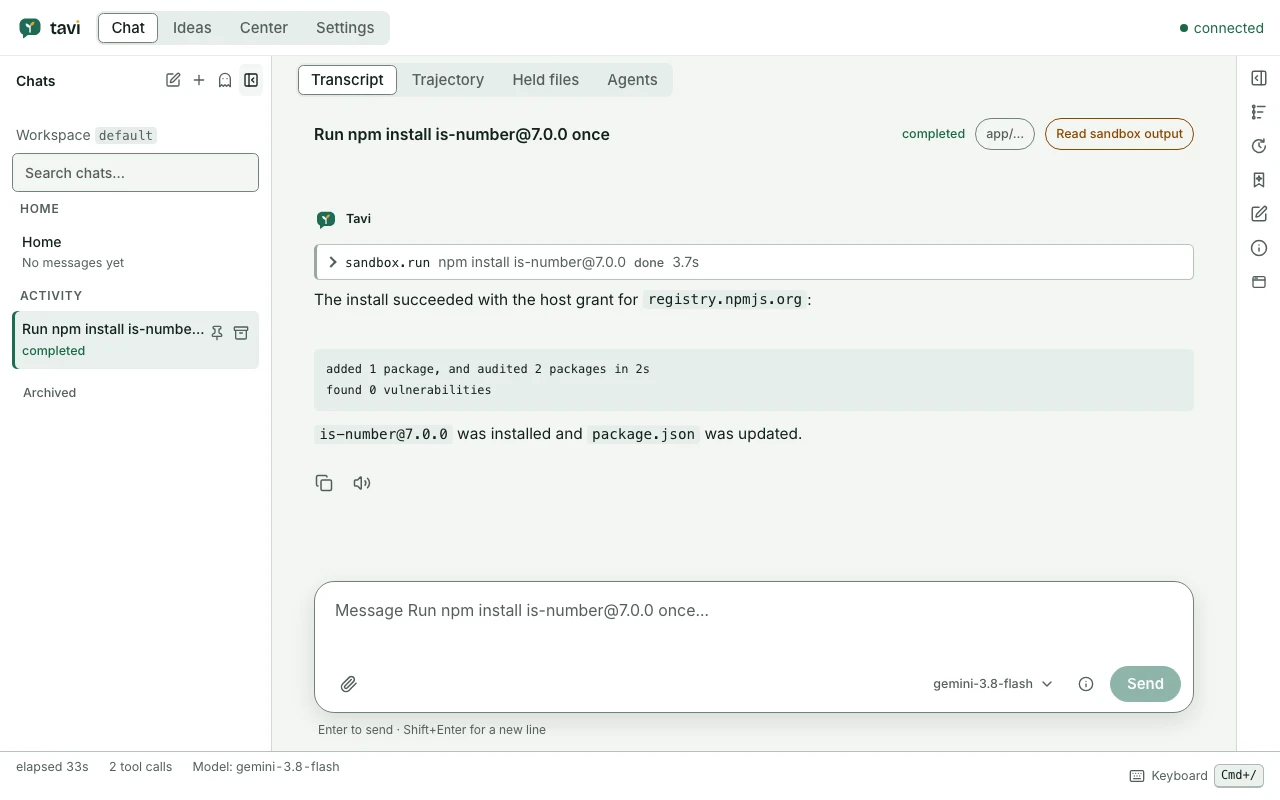 tavi
Chat Ideas Center Settings
connected
Chats
Workspace default
Search chats...
HOME
Home
No messages yet
ACTIVITY
Run npm install is-numbe...
completed
Archived
Transcript Trajectory Held files Agents
Run npm install is-number@7.0.0 once
completed app/... Read sandbox output
Tavi
sandbox.run npm install is-number@7.0.0 done 3.7s
The install succeeded with the host grant for registry.npmjs.org :
added 1 package, and audited 2 packages in 2s
found 0 vulnerabilities
is-number@7.0.0 was installed and package.json was updated.
Message Run npm install is-number@7.0.0 once...
gemini-3.8-flash Send
Enter to send · Shift+Enter for a new line
elapsed 33s 2 tool calls Model: gemini-3.8-flash
Keyboard Cmd+/